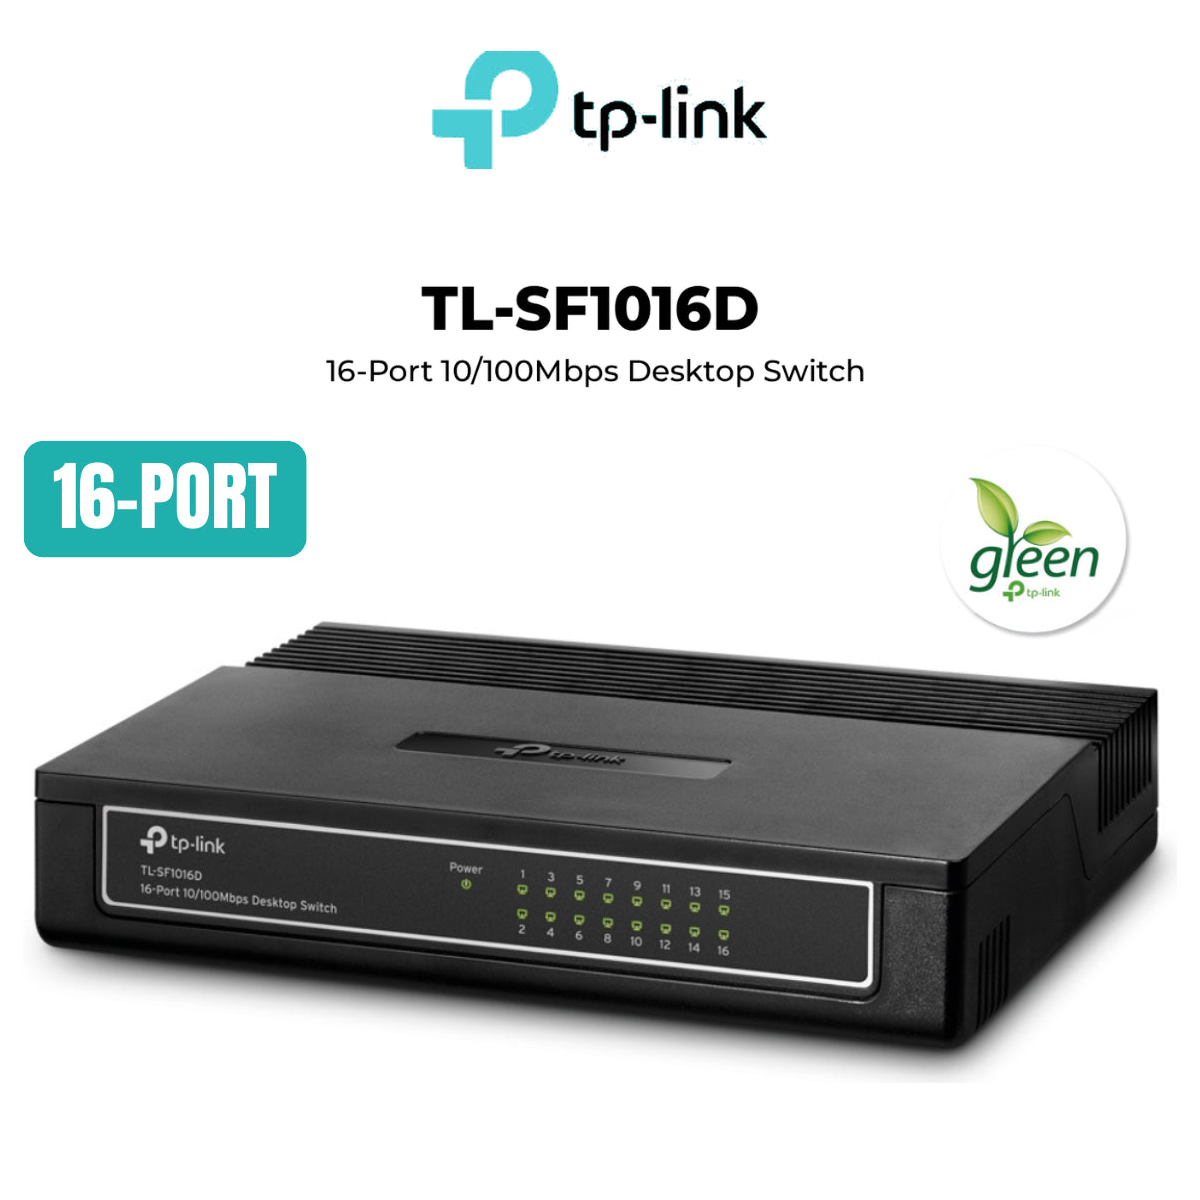 tp-link
TL-SF1016D
16-Port 10/100Mbps Desktop Switch
16-PORT
green
tp-link
tp-link
tp-link
TL-SF1016D
16-Port 10/100Mbps Desktop Switch
Power
1 3 5 7 9 11 13 15
2 4 6 8 10 12 14 16